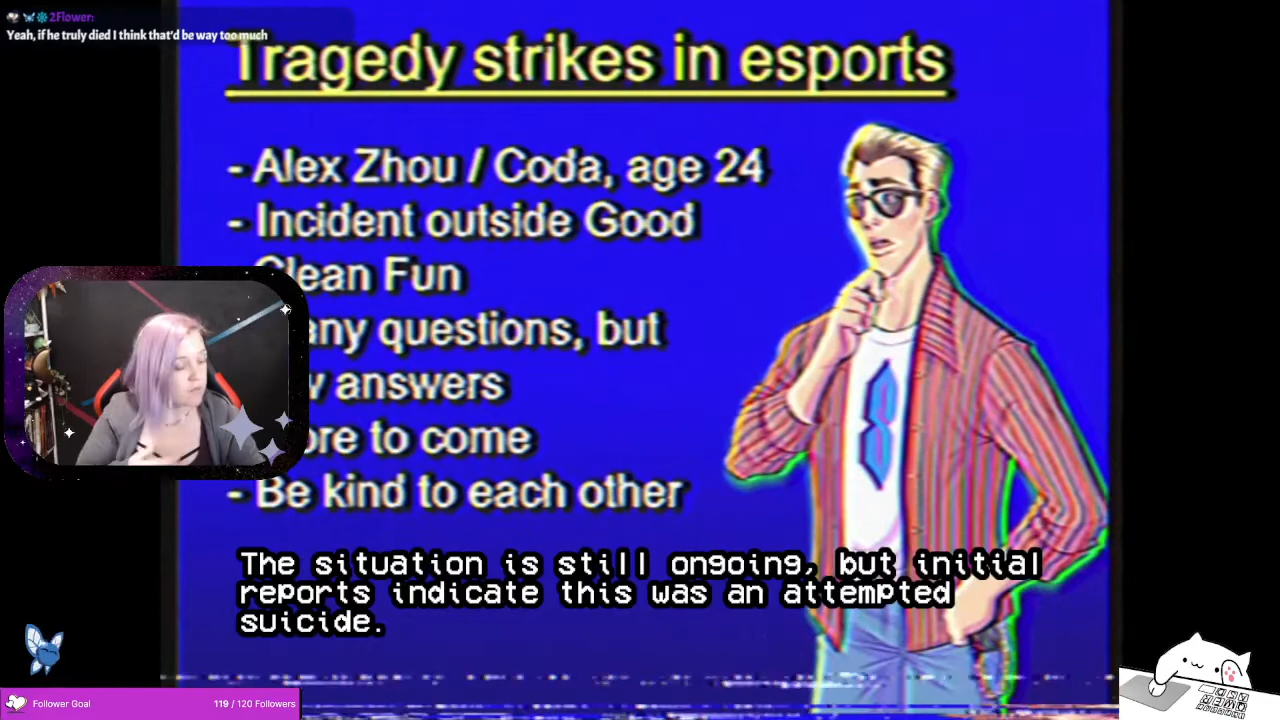 2Flower:
Yeah, if he truly died I think that'd be way too much
Tragedy strikes in esports
- Alex Zhou / Coda, age 24
- Incident outside Good
Clean Fun
any questions, but
answers
ore to come
- Be kind to each other
The situation is still ongoing, but initial
reports indicate this was an attempted
suicide.
Follower Goal
119 / 120 Followers